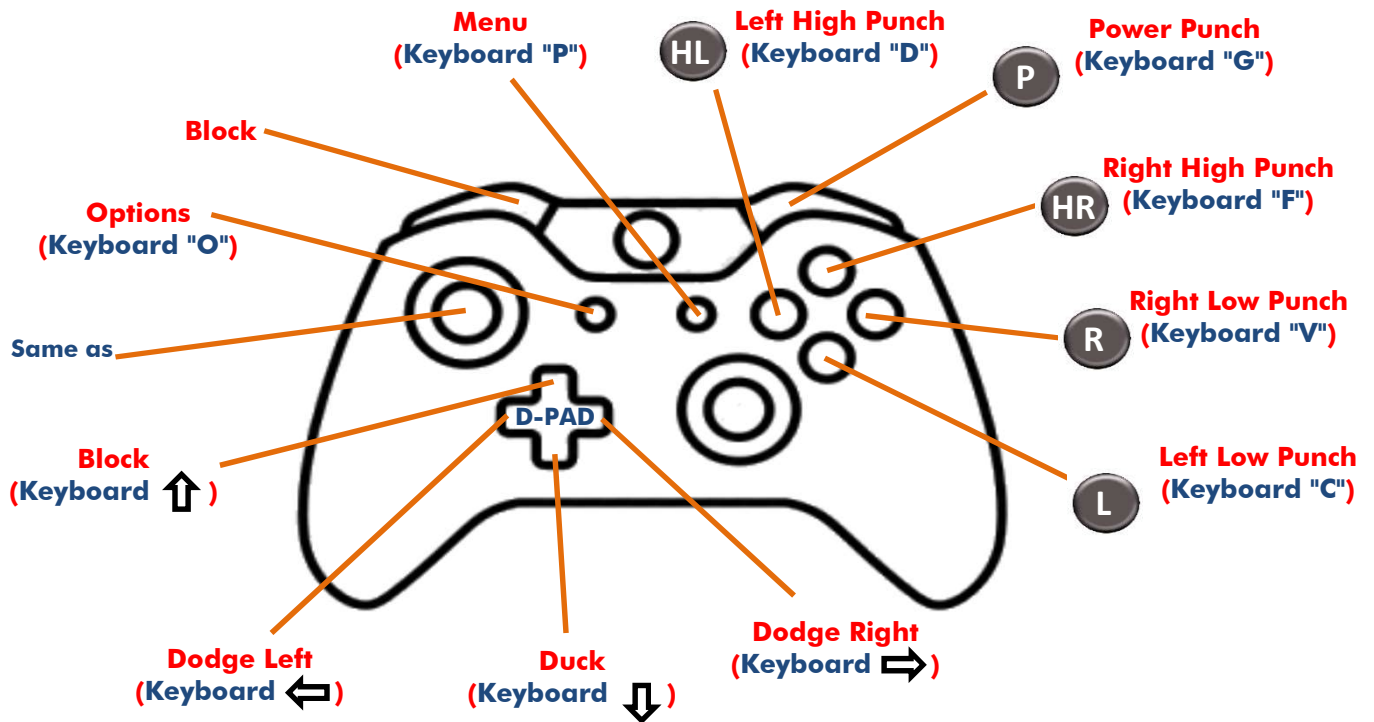 Menu
(Keyboard "P")
HL
Left High Punch
(Keyboard "D")
P
Power Punch
(Keyboard "G")
Block
Right High Punch
(Keyboard "F")
HR
Options
(Keyboard "O")
Right Low Punch
(Keyboard "V")
R
Same as
D-PAD
Block
(Keyboard ⇧ )
Left Low Punch
(Keyboard "C")
L
Dodge Left
(Keyboard ⇦ )
Duck
(Keyboard ⇩ )
Dodge Right
(Keyboard ⇨ )